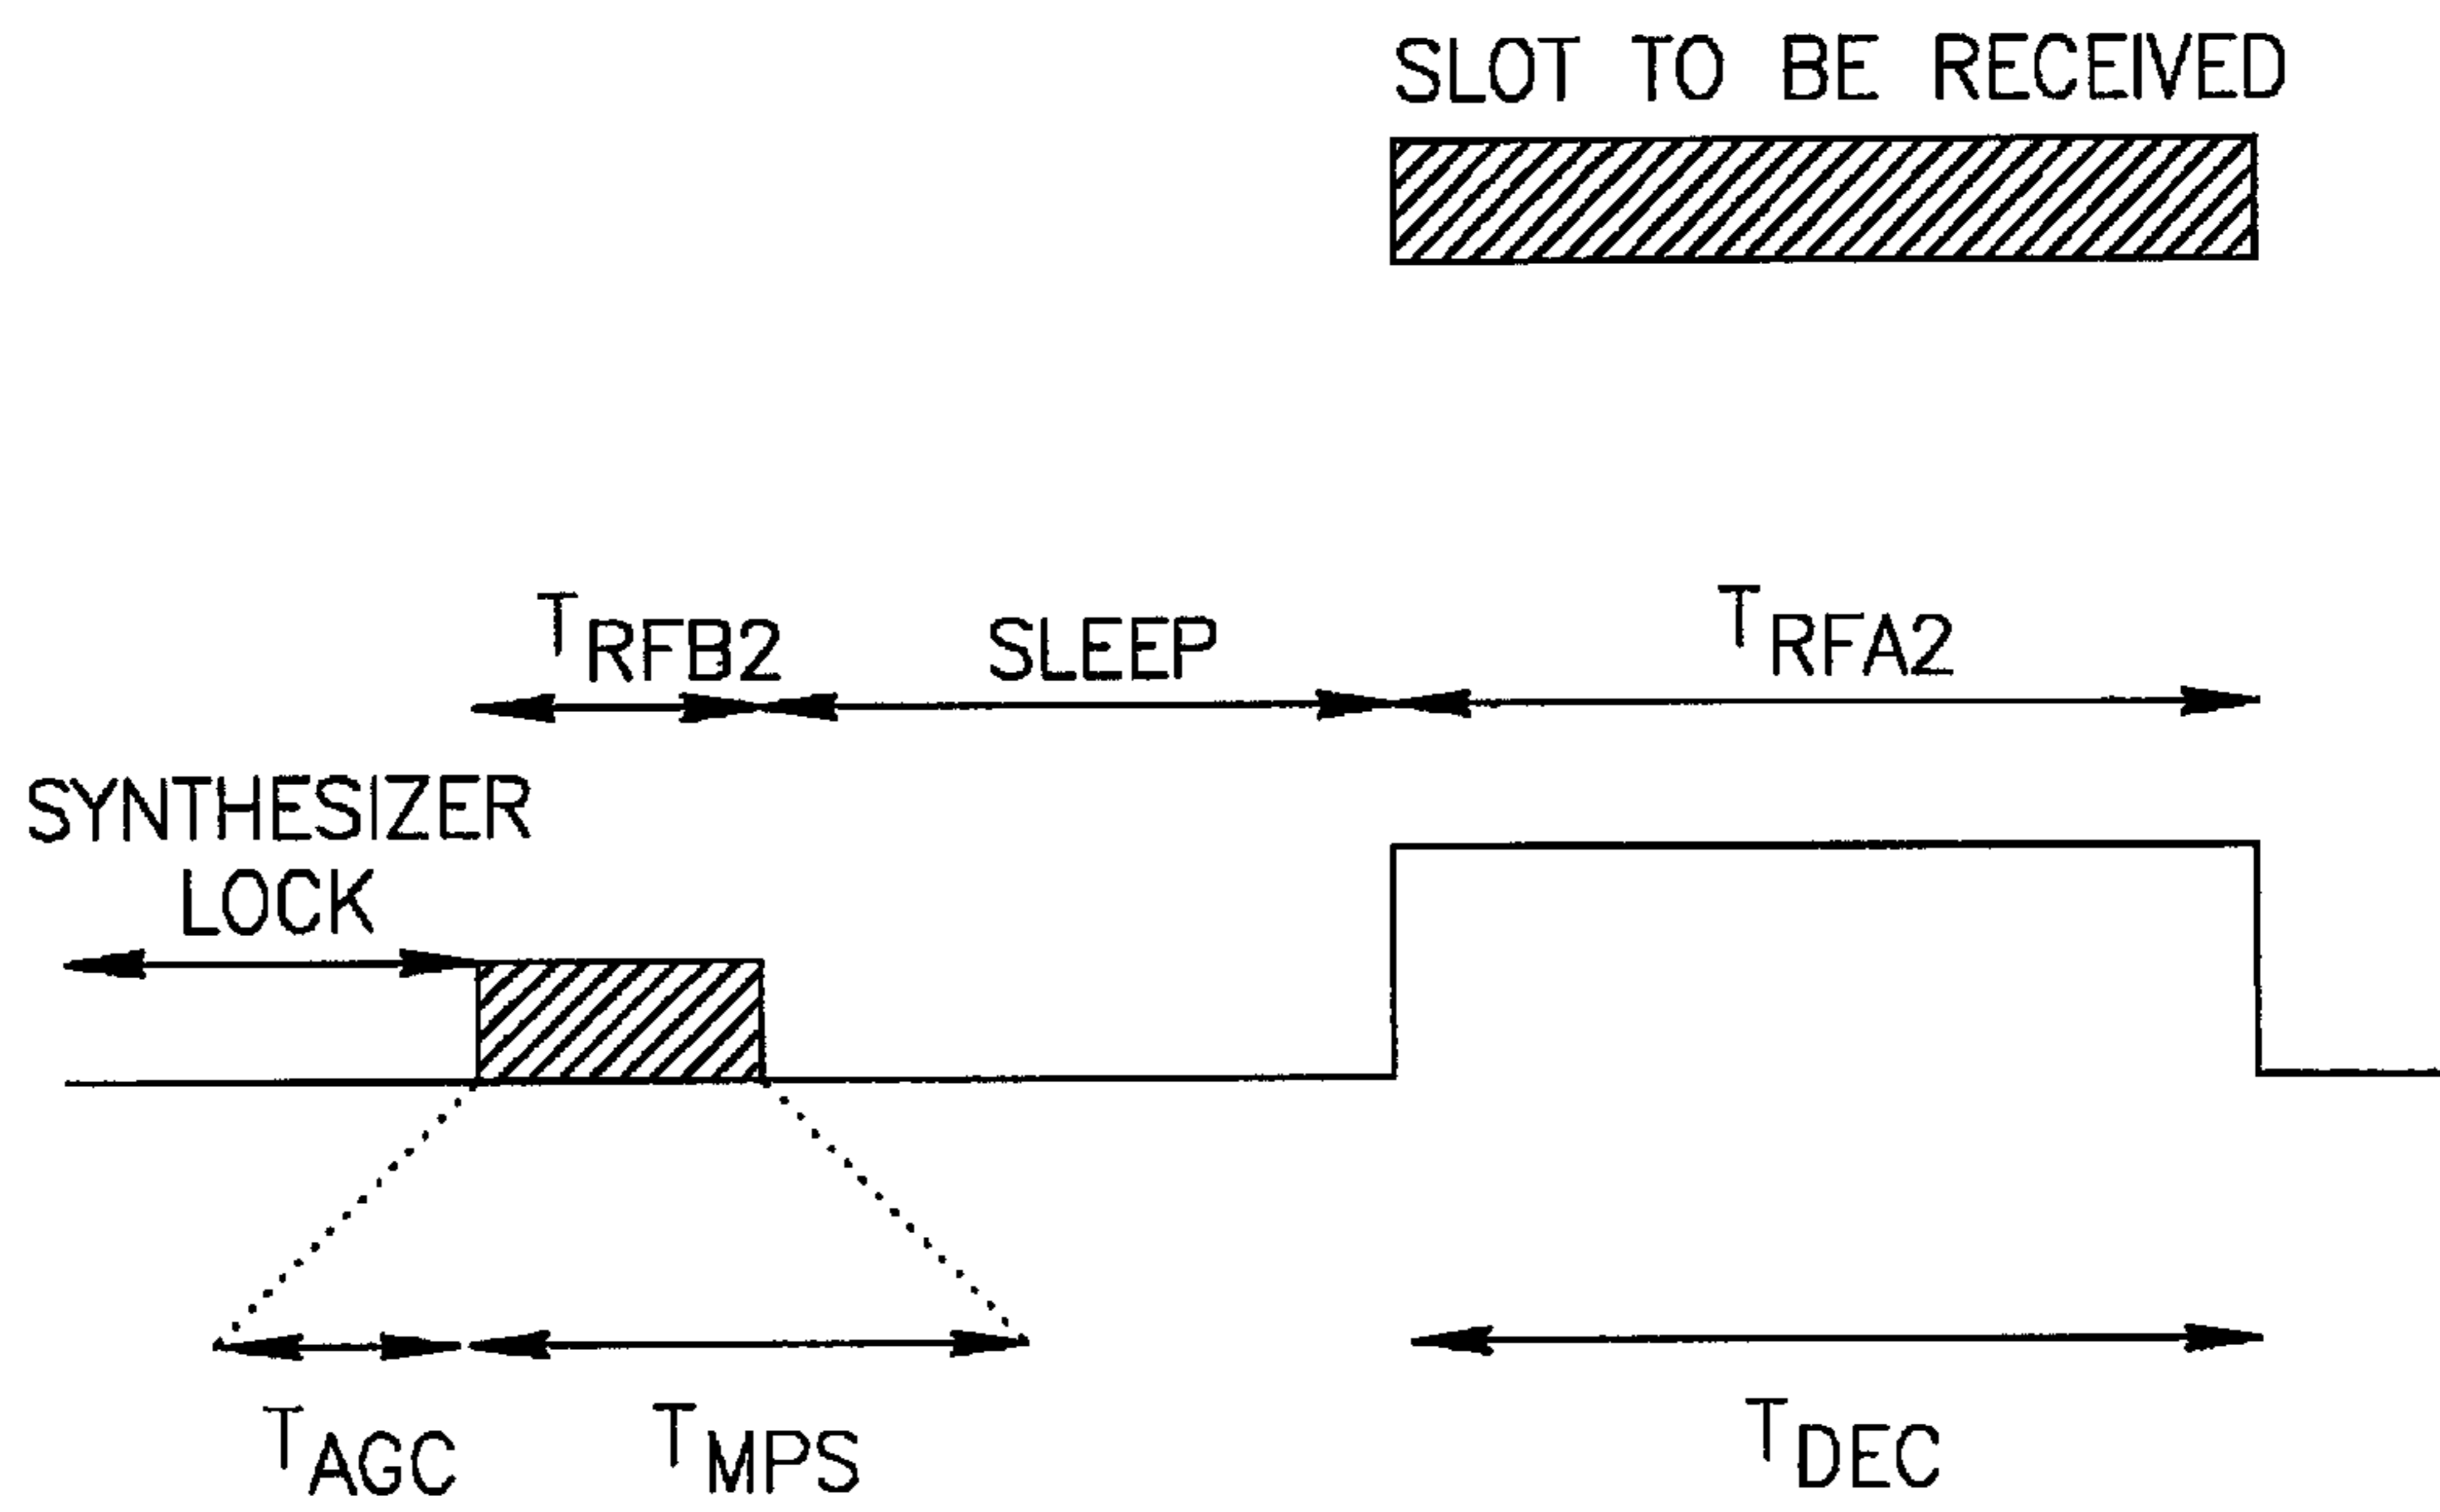 SLOT TO BE RECEIVED
TRFB2 SLEEP TRFA2
SYNTHESIZER
LOCK
TAGC TMPS TDEC